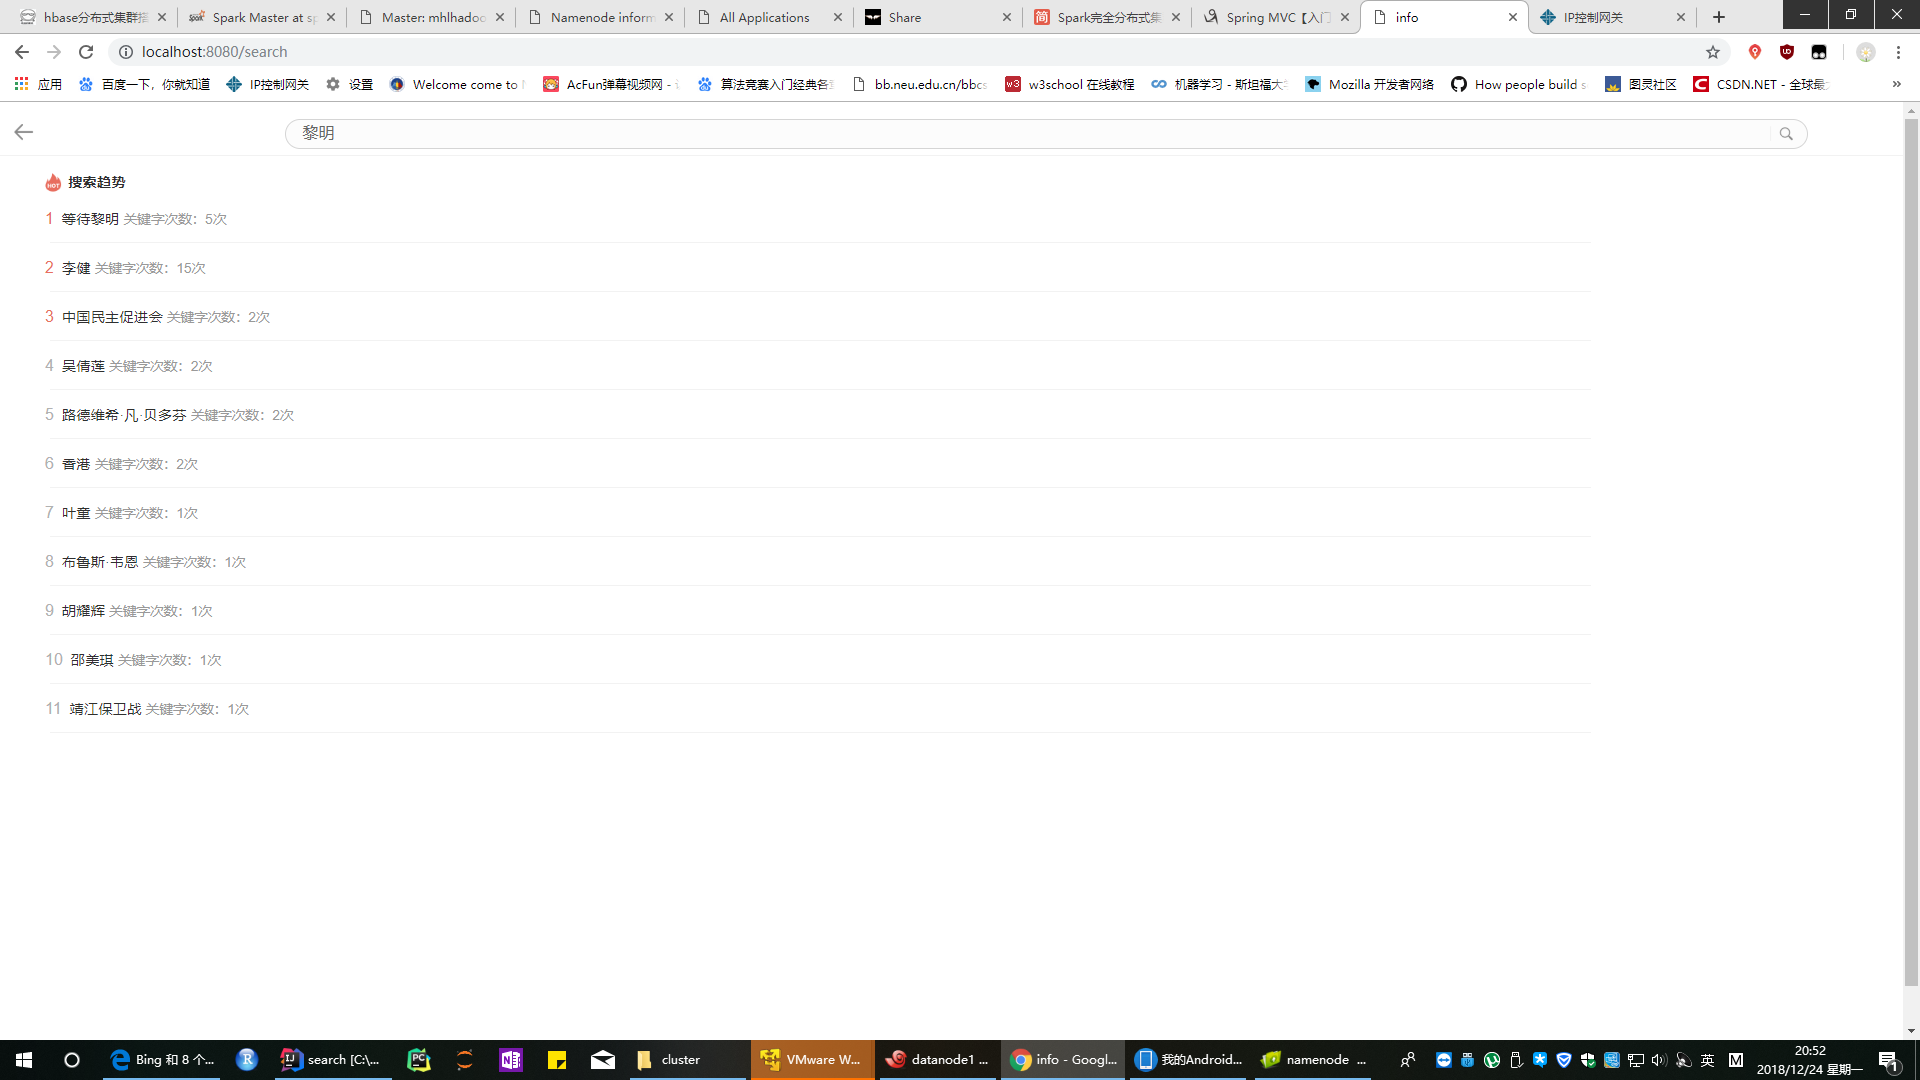 hbase分布式集群搭 Spark Master at sp Master: mhlhadoo Namenode inform All Applications Share Spark完全分布式集 Spring MVC【入门 info IP控制网关
localhost:8080/search
应用 百度一下，你就知道 IP控制网关 设置 Welcome come to AcFun弹幕视频网 - 算法竞赛入门经典各 bb.neu.edu.cn/bbcs w3school 在线教程 机器学习 - 斯坦福大 Mozilla 开发者网络 How people build s 图灵社区 CSDN.NET - 全球最 »
黎明
搜索趋势
1 等待黎明 关键字次数：5次
2 李健 关键字次数：15次
3 中国民主促进会 关键字次数：2次
4 吴倩莲 关键字次数：2次
5 路德维希·凡·贝多芬 关键字次数：2次
6 香港 关键字次数：2次
7 叶童 关键字次数：1次
8 布鲁斯·韦恩 关键字次数：1次
9 胡耀辉 关键字次数：1次
10 邵美琪 关键字次数：1次
11 靖江保卫战 关键字次数：1次
Bing 和 8 个... search [C:\... cluster VMware W... datanode1 ... info - Googl... 我的Android... namenode ... 英 M 20:52
2018/12/24 星期一 1